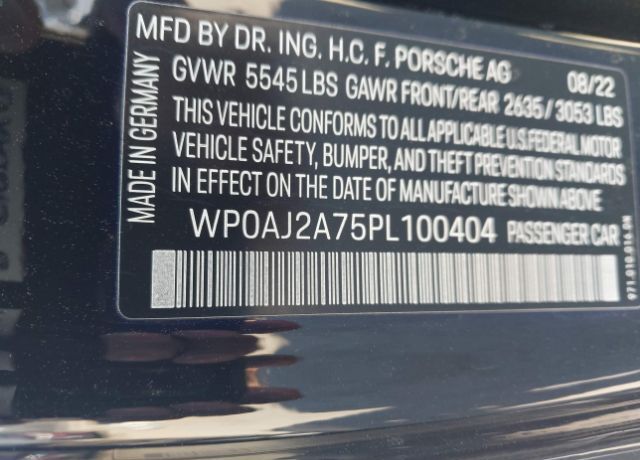 MFD BY DR. ING. H.C. F. PORSCHE AG 08/22
GVWR 5545 LBS GAWR FRONT/REAR 2635 / 3053 LBS
THIS VEHICLE CONFORMS TO ALL APPLICABLE U.S. FEDERAL MOTOR
VEHICLE SAFETY, BUMPER, AND THEFT PREVENTION STANDARDS
IN EFFECT ON THE DATE OF MANUFACTURE SHOWN ABOVE
WP0AJ2A75PL100404 PASSENGER CAR
MADE IN GERMANY